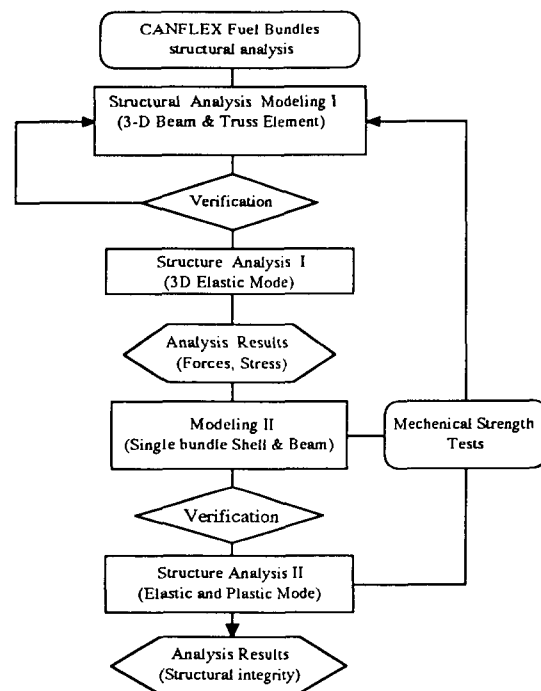 CANFLEX Fuel Bundles
structural analysis
Structural Analysis Modeling I
(3-D Beam & Truss Element)
Verification
Structure Analysis I
(3D Elastic Mode)
Analysis Results
(Forces, Stress)
Modeling II
(Single bundle Shell & Beam)
Mechenical Strength
Tests
Verification
Structure Analysis II
(Elastic and Plastic Mode)
Analysis Results
(Structural integrity)